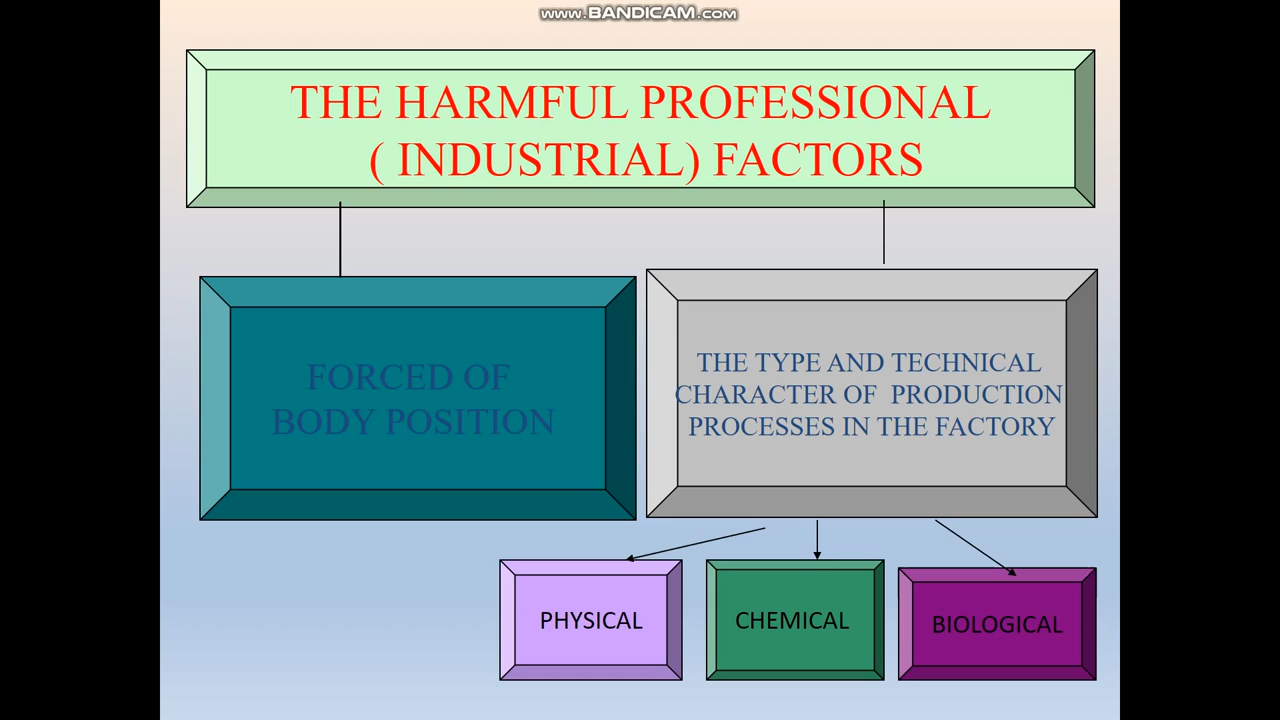 www.BANDICAM.com
THE HARMFUL PROFESSIONAL
( INDUSTRIAL) FACTORS
FORCED OF
BODY POSITION
THE TYPE AND TECHNICAL
CHARACTER OF PRODUCTION
PROCESSES IN THE FACTORY
PHYSICAL
CHEMICAL
BIOLOGICAL